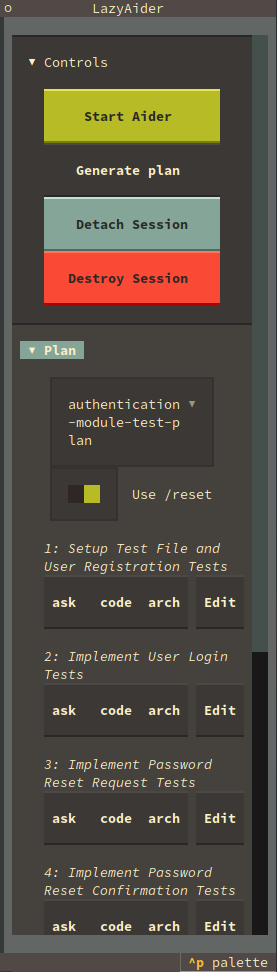 O LazyAider
▼ Controls
Start Aider
Generate plan
Detach Session
Destroy Session
▼ Plan
authentication ▼
-module-test-p
lan
Use /reset
1: Setup Test File and
User Registration Tests
ask code arch Edit
2: Implement User Login
Tests
ask code arch Edit
3: Implement Password
Reset Request Tests
ask code arch Edit
4: Implement Password
Reset Confirmation Tests
ask code arch Edit
^p palette